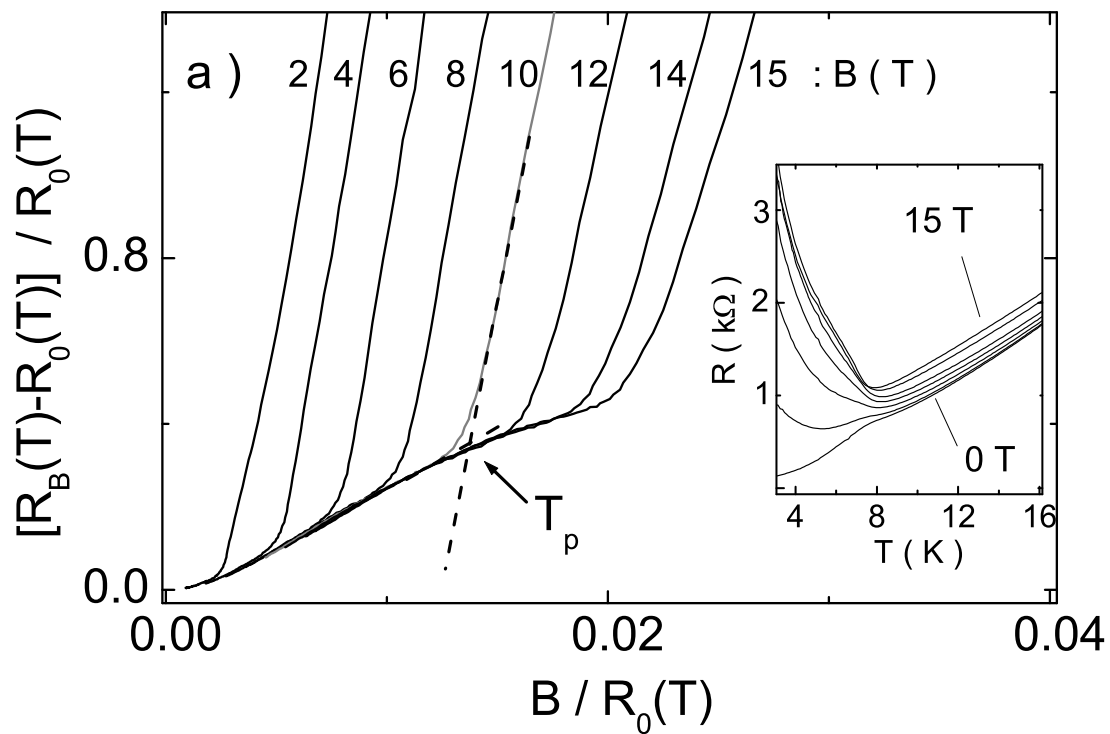 a ) 2 4 6 8 10 12 14 15 : B ( T )
[R_B(T)-R_0(T)] / R_0(T)
0.8
0.0
0.00 0.02 0.04
B / R_0(T)
T_p
R ( kΩ )
3
2
1
15 T
0 T
4 8 12 16
T ( K )